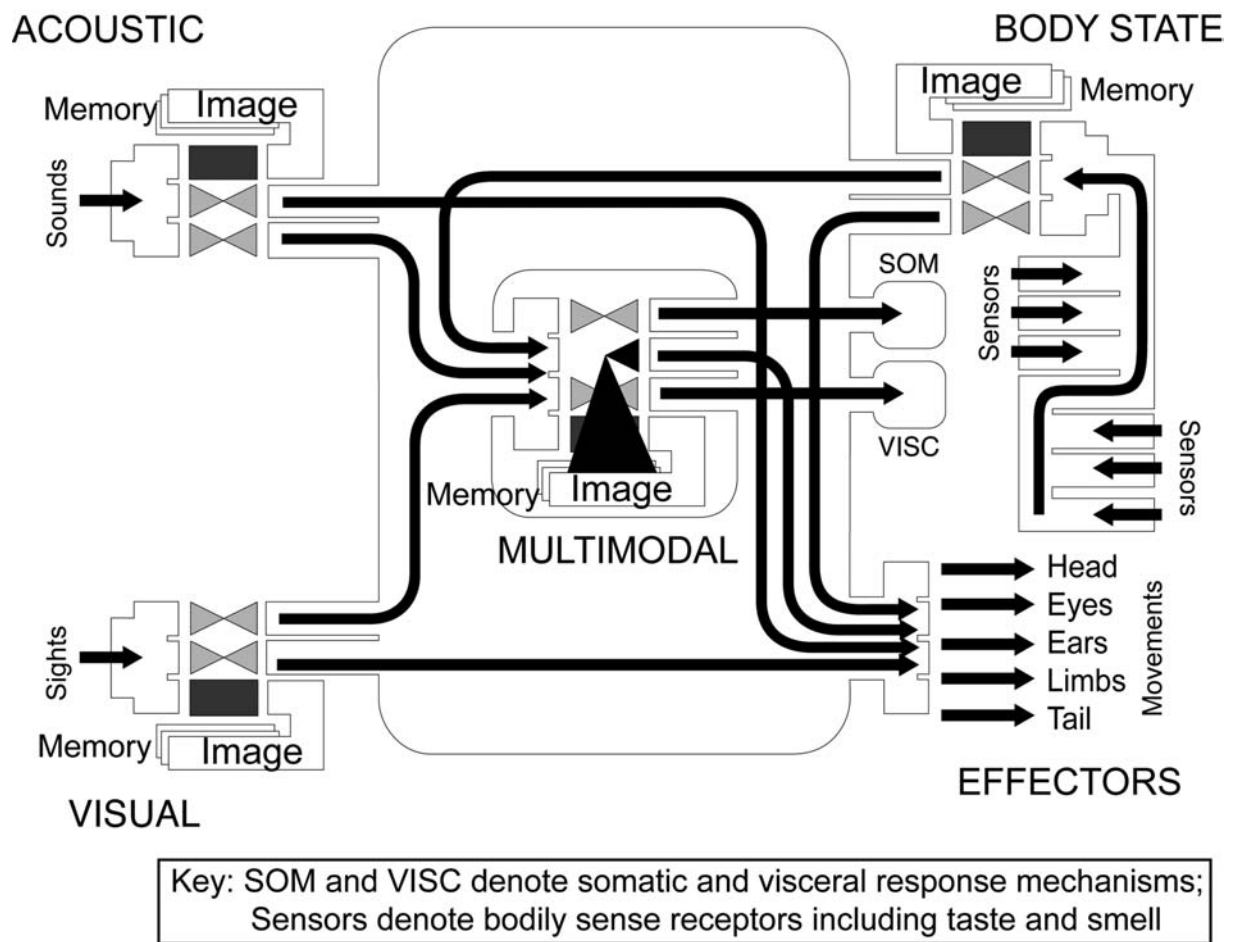 ACOUSTIC
BODY STATE
Memory
Image
Image
Memory
Sounds
SOM
Sensors
VISC
Sensors
Memory
Image
MULTIMODAL
Head
Eyes
Ears
Limbs
Tail
Movements
Sights
Memory
Image
EFFECTORS
VISUAL
Key: SOM and VISC denote somatic and visceral response mechanisms;
Sensors denote bodily sense receptors including taste and smell